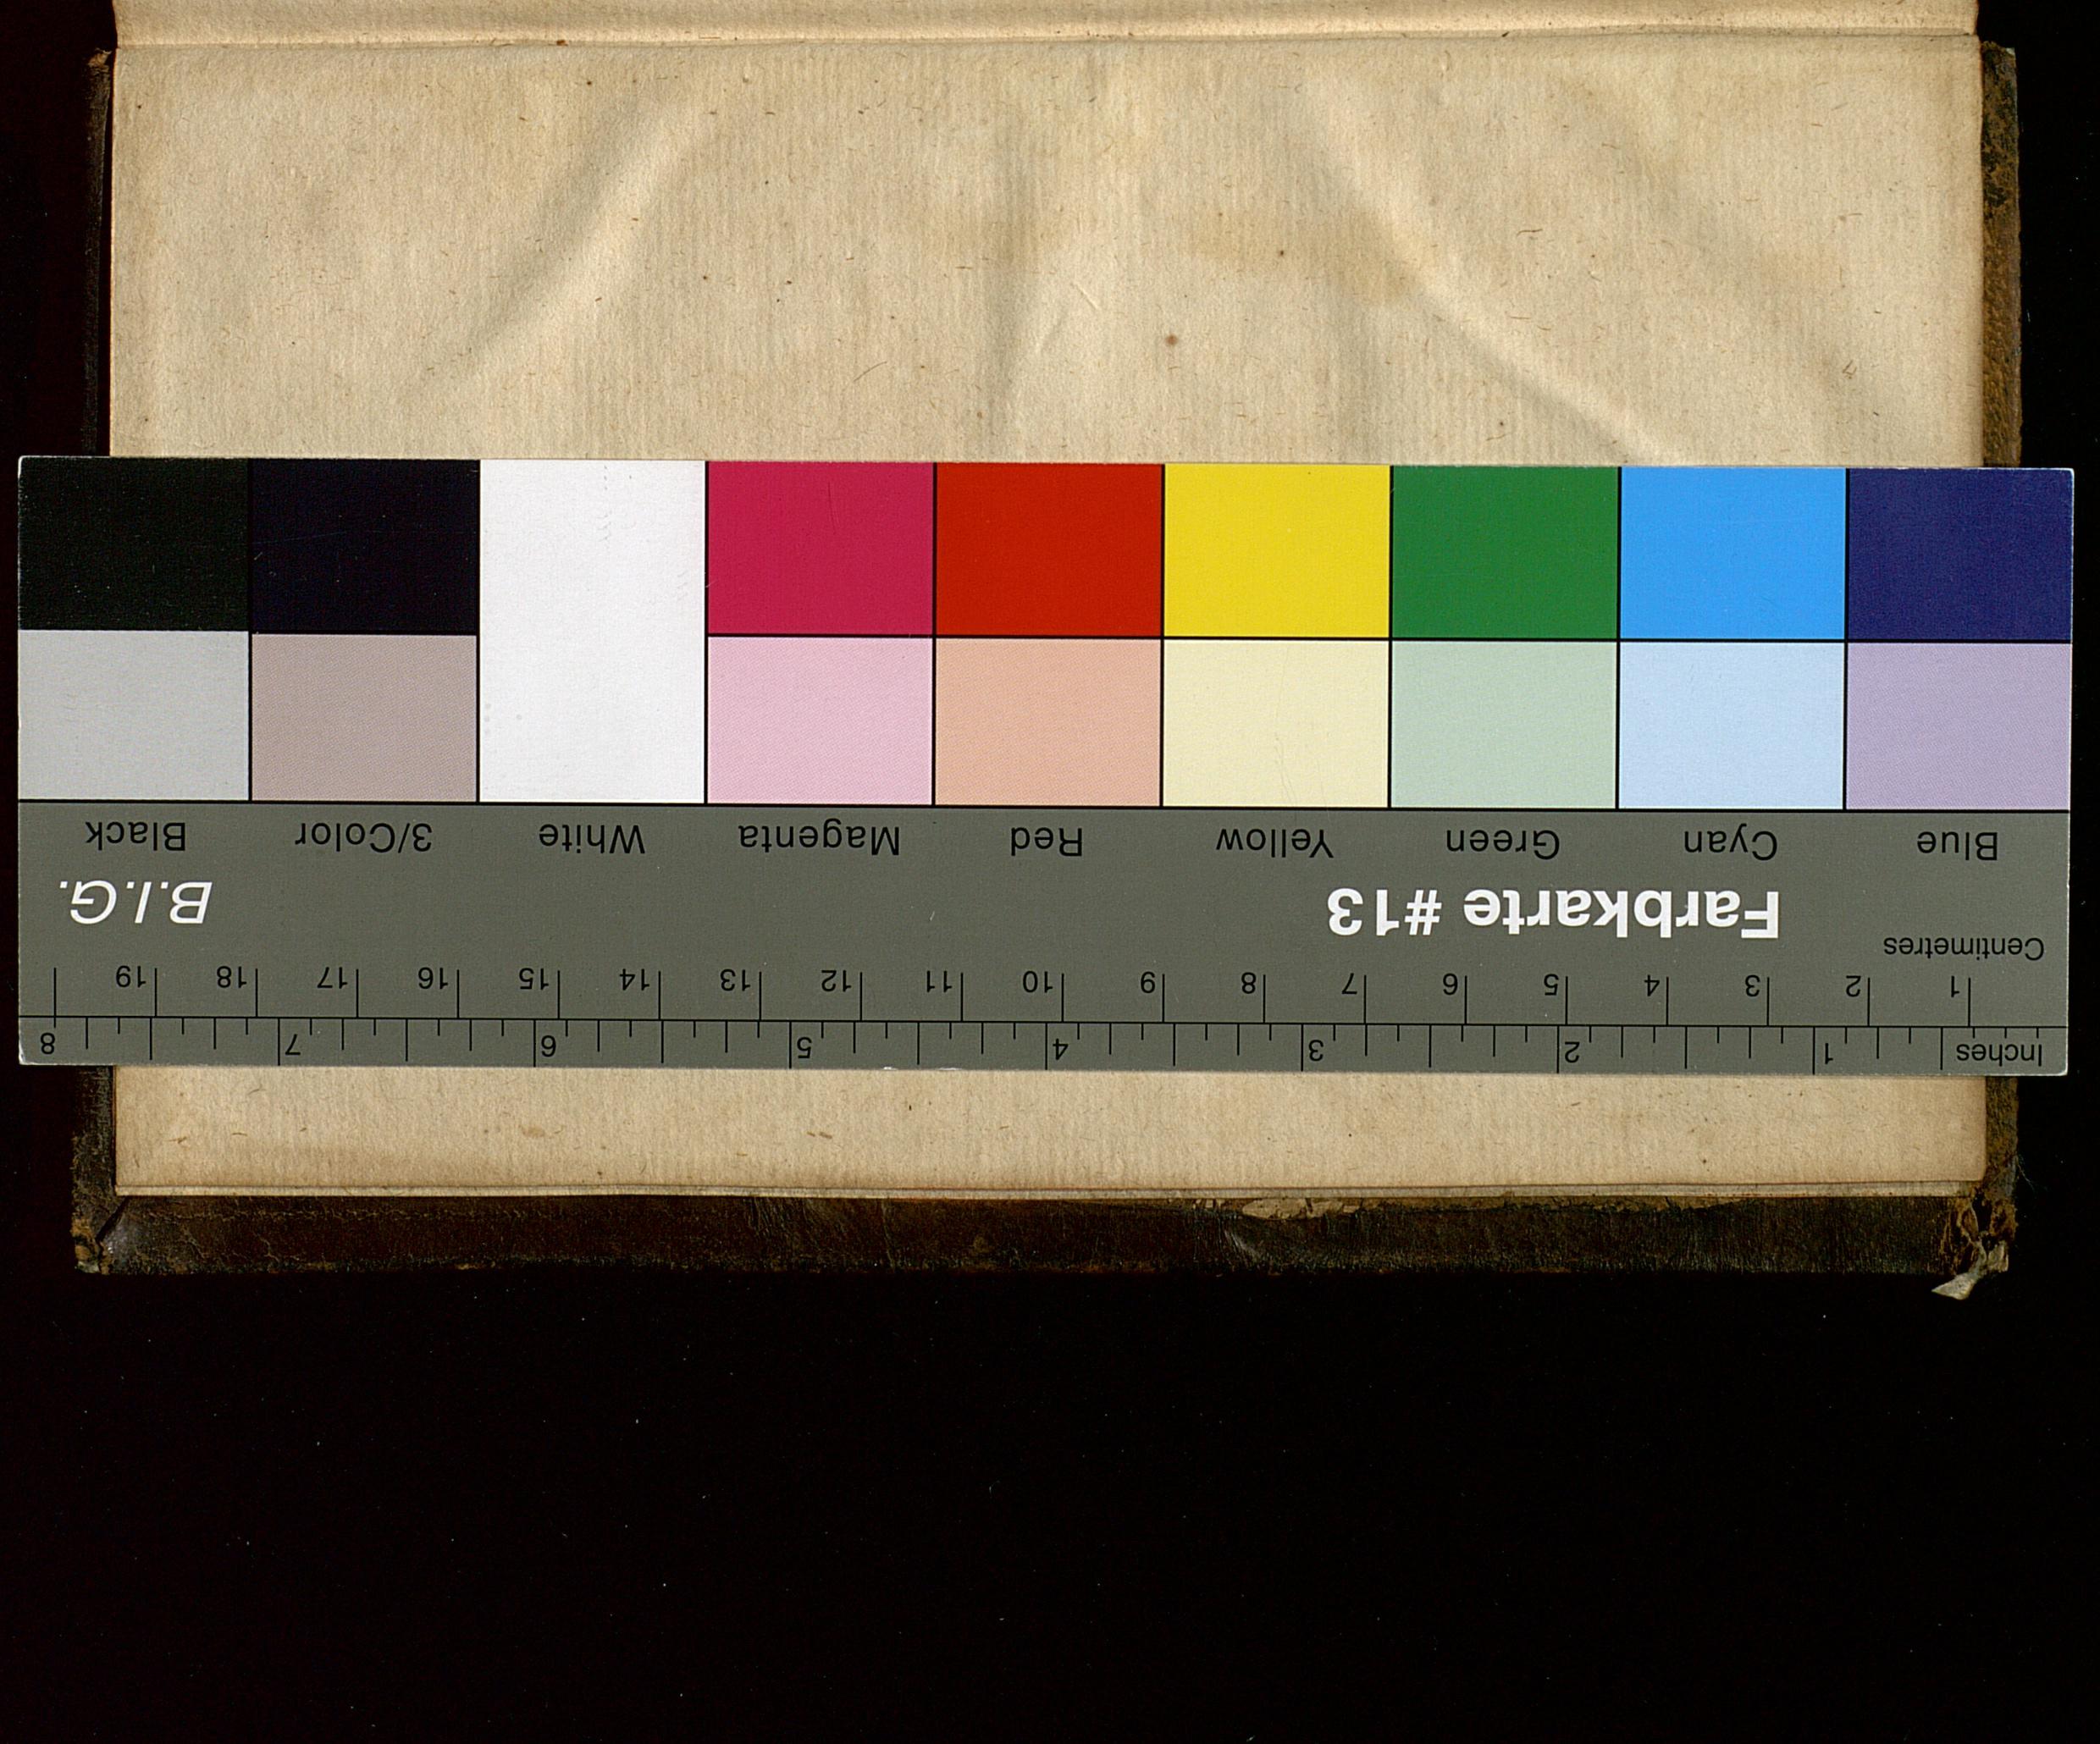 Inches 1 2 3 4 5 6 7 8
1 2 3 4 5 6 7 8 9 10 11 12 13 14 15 16 17 18 19
Centimetres
Farbkarte #13 B.I.G.
Blue Cyan Green Yellow Red Magenta White 3/Color Black